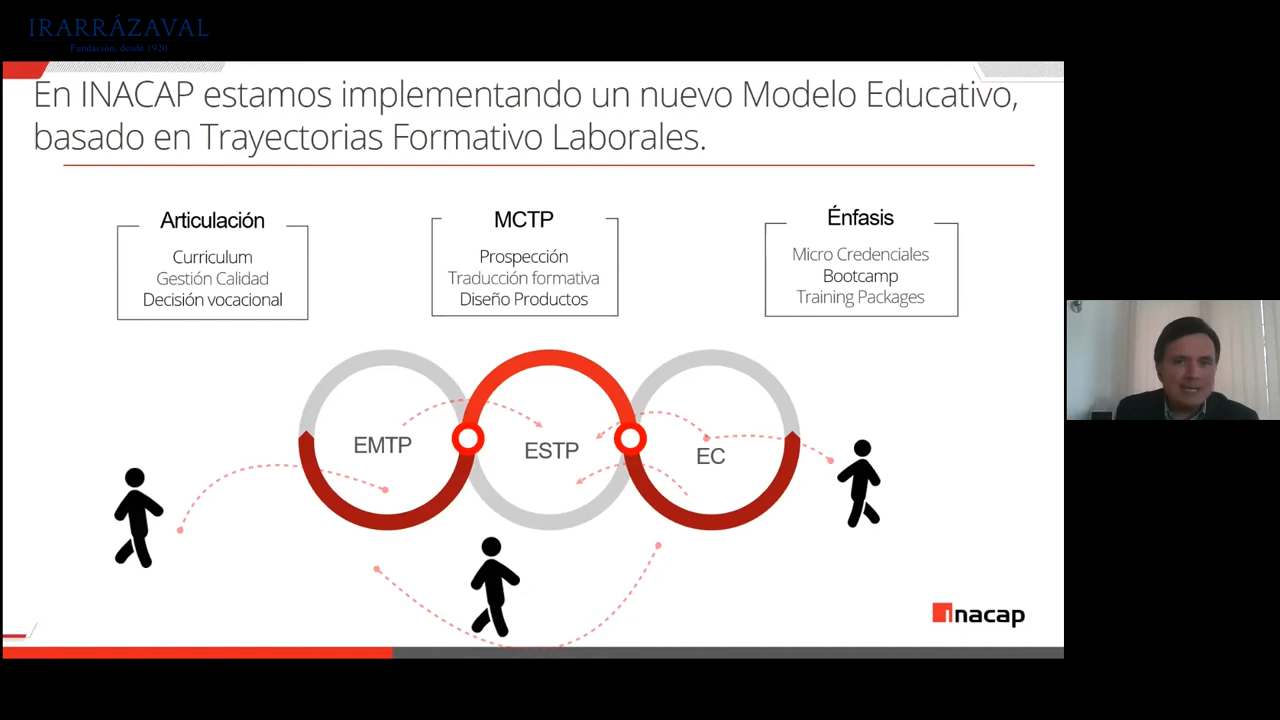 IRARRÁZAVAL
Fundación, desde 1920
En INACAP estamos implementando un nuevo Modelo Educativo,
basado en Trayectorias Formativo Laborales.
Articulación
Curriculum
Gestión Calidad
Decisión vocacional
MCTP
Prospección
Traducción formativa
Diseño Productos
Énfasis
Micro Credenciales
Bootcamp
Training Packages
EMTP
ESTP
EC
inacap